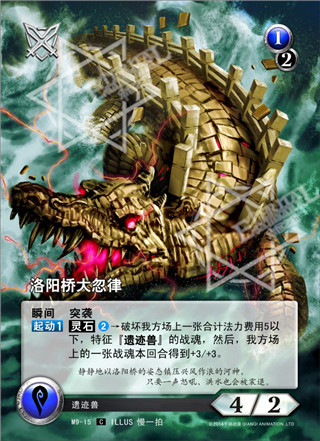 1
2
洛阳桥大忽律
瞬间 突袭
起动1 灵石 2→破坏我方场上一张合计法力费用5以
下，特征『遗迹兽』的战魂，然后，我方场
上的一张战魂本回合得到+3/+3。
静静地以洛阳桥的姿态镇压兴风作浪的河神，
只要一声怒吼，洪水也会被震退。
遗迹兽
4/2
M9-15 C ILLUS 慢一拍
©2014 QIANQI ANIMATION.,LTD